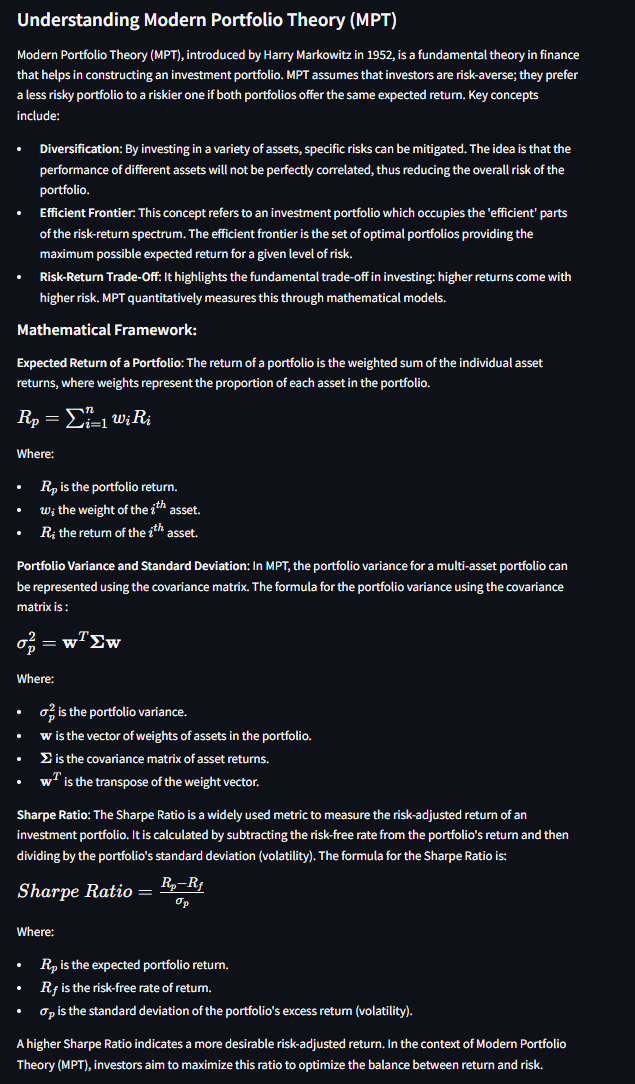 Understanding Modern Portfolio Theory (MPT)
Modern Portfolio Theory (MPT), introduced by Harry Markowitz in 1952, is a fundamental theory in finance
that helps in constructing an investment portfolio. MPT assumes that investors are risk-averse; they prefer
a less risky portfolio to a riskier one if both portfolios offer the same expected return. Key concepts
include:
• Diversification: By investing in a variety of assets, specific risks can be mitigated. The idea is that the
performance of different assets will not be perfectly correlated, thus reducing the overall risk of the
portfolio.
• Efficient Frontier: This concept refers to an investment portfolio which occupies the 'efficient' parts
of the risk-return spectrum. The efficient frontier is the set of optimal portfolios providing the
maximum possible expected return for a given level of risk.
• Risk-Return Trade-Off: It highlights the fundamental trade-off in investing: higher returns come with
higher risk. MPT quantitatively measures this through mathematical models.
Mathematical Framework:
Expected Return of a Portfolio: The return of a portfolio is the weighted sum of the individual asset
returns, where weights represent the proportion of each asset in the portfolio.
$R_p = \sum_{i=1}^{n} w_i R_i$
Where:
• $R_p$ is the portfolio return.
• $w_i$ the weight of the $i^{th}$ asset.
• $R_i$ the return of the $i^{th}$ asset.
Portfolio Variance and Standard Deviation: In MPT, the portfolio variance for a multi-asset portfolio can
be represented using the covariance matrix. The formula for the portfolio variance using the covariance
matrix is :
$\sigma_p^2 = \mathbf{w}^T \mathbf{\Sigma} \mathbf{w}$
Where:
• $\sigma_p^2$ is the portfolio variance.
• $\mathbf{w}$ is the vector of weights of assets in the portfolio.
• $\mathbf{\Sigma}$ is the covariance matrix of asset returns.
• $\mathbf{w}^T$ is the transpose of the weight vector.
Sharpe Ratio: The Sharpe Ratio is a widely used metric to measure the risk-adjusted return of an
investment portfolio. It is calculated by subtracting the risk-free rate from the portfolio's return and then
dividing by the portfolio's standard deviation (volatility). The formula for the Sharpe Ratio is:
$Sharpe\ Ratio = \frac{R_p - R_f}{\sigma_p}$
Where:
• $R_p$ is the expected portfolio return.
• $R_f$ is the risk-free rate of return.
• $\sigma_p$ is the standard deviation of the portfolio's excess return (volatility).
A higher Sharpe Ratio indicates a more desirable risk-adjusted return. In the context of Modern Portfolio
Theory (MPT), investors aim to maximize this ratio to optimize the balance between return and risk.